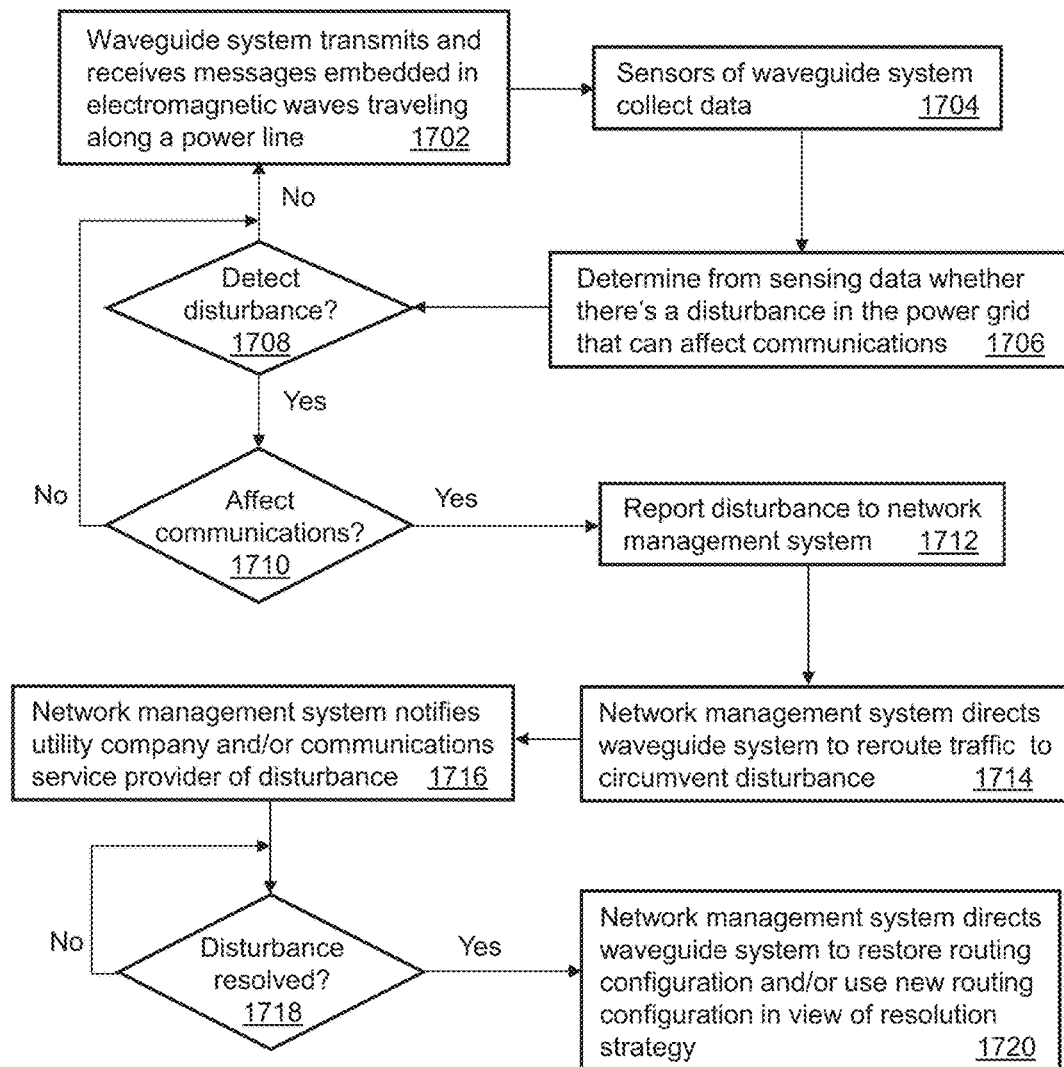 Waveguide system transmits and
receives messages embedded in
electromagnetic waves traveling
along a power line 1702
Sensors of waveguide system
collect data 1704
No
Detect
disturbance?
1708
Determine from sensing data whether
there's a disturbance in the power grid
that can affect communications 1706
Yes
No
Affect
communications?
1710
Yes
Report disturbance to network
management system 1712
Network management system notifies
utility company and/or communications
service provider of disturbance 1716
Network management system directs
waveguide system to reroute traffic to
circumvent disturbance 1714
No
Disturbance
resolved?
1718
Yes
Network management system directs
waveguide system to restore routing
configuration and/or use new routing
configuration in view of resolution
strategy 1720